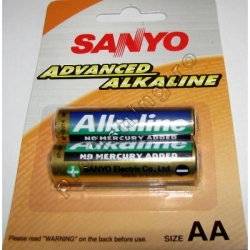 SANYO
ADVANCED ALKALINE
Alkaline
NO MERCURY ADDED
Alkaline
NO MERCURY ADDED
SANYO Electric Co., Ltd.
Please read "WARNING" on the back before use.
SIZE AA